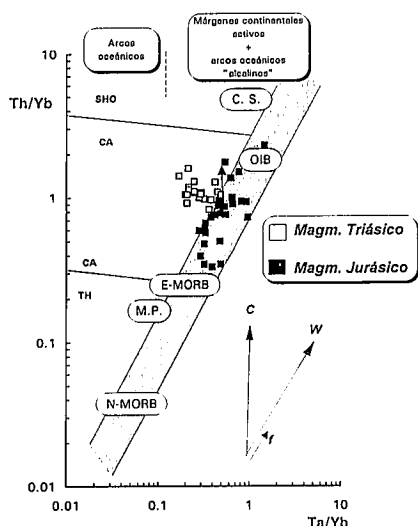 Arcos
oceánicos
Márgenes continentales
activos
+
arcos oceánicos
"alcalinos"
10
Th/Yb
SHO
C. S.
CA
OIB
1
Magm. Triásico
Magm. Jurásico
CA
TH
E-MORB
M.P.
C
W
0.1
N-MORB
f
0.01
0.01
0.1
1
10
Ta/Yb